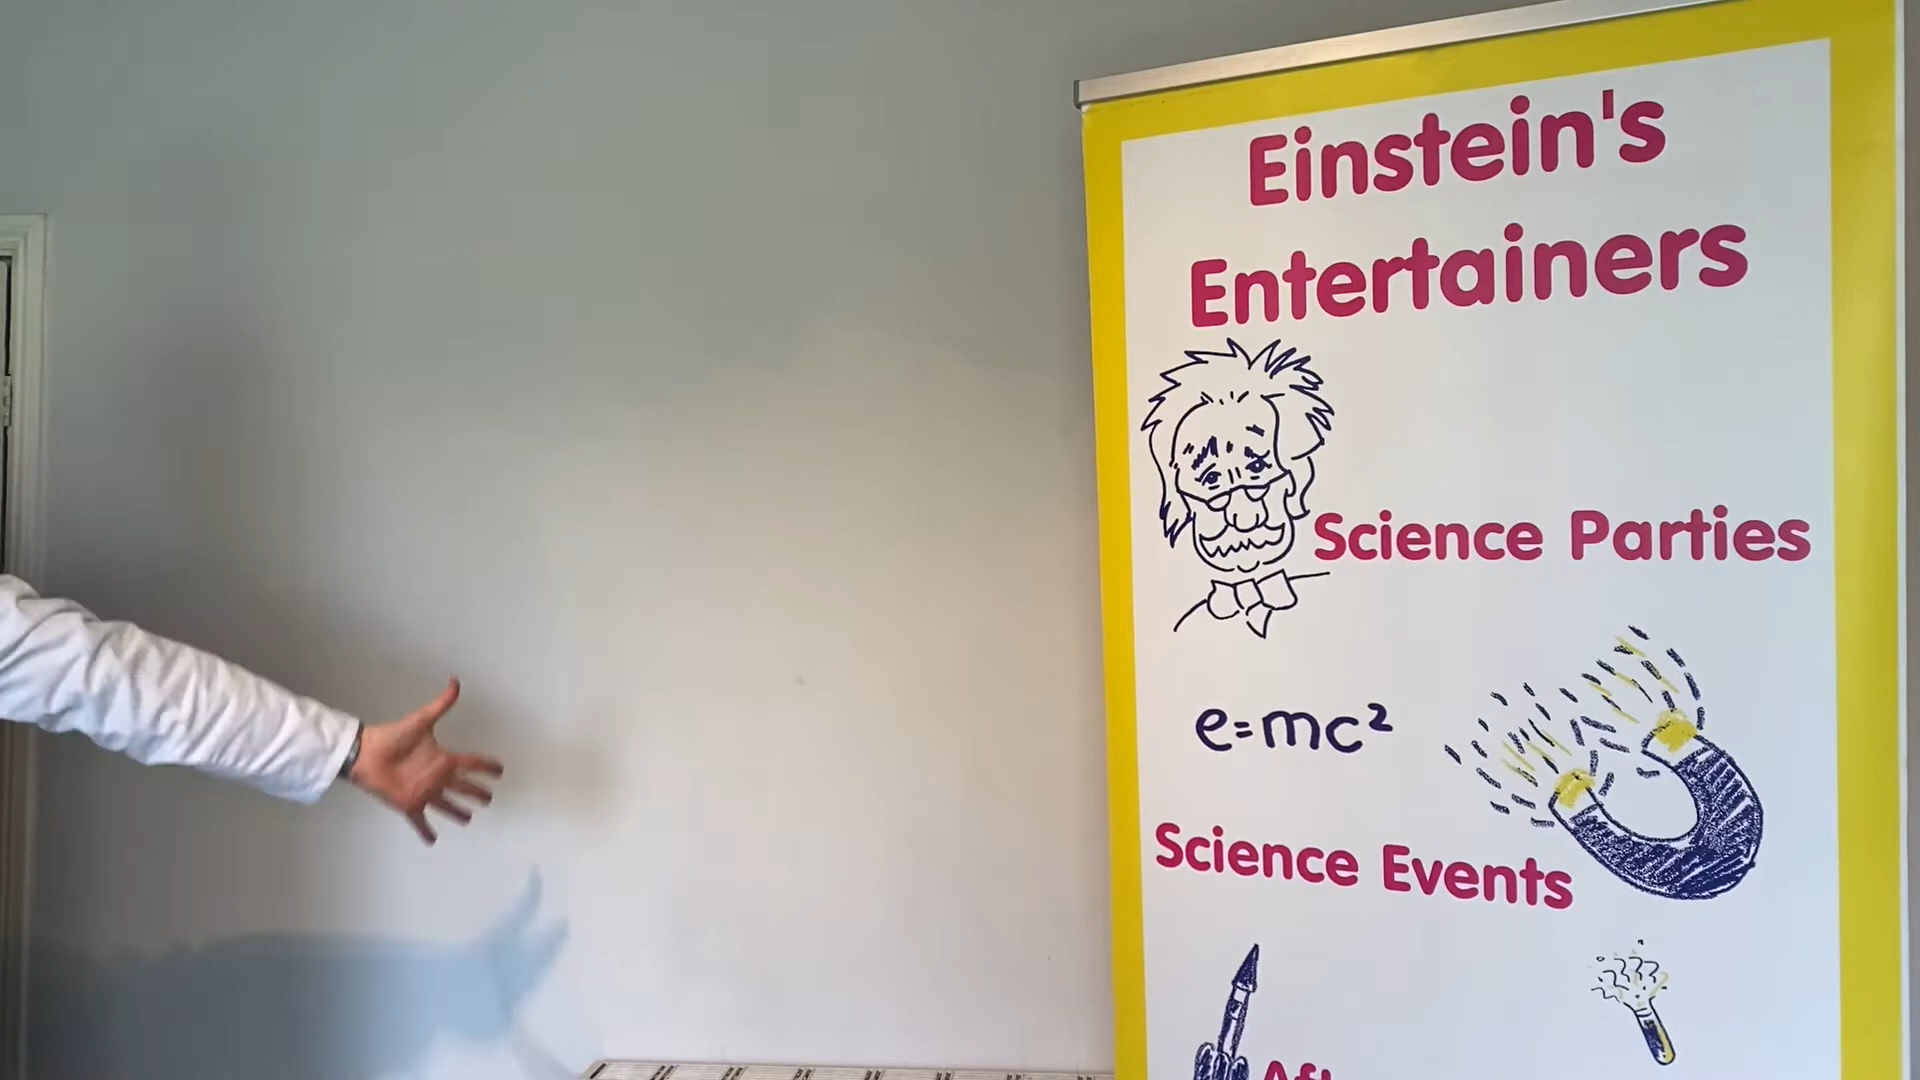 Einstein's
Entertainers
Science Parties
e=mc²
Science Events